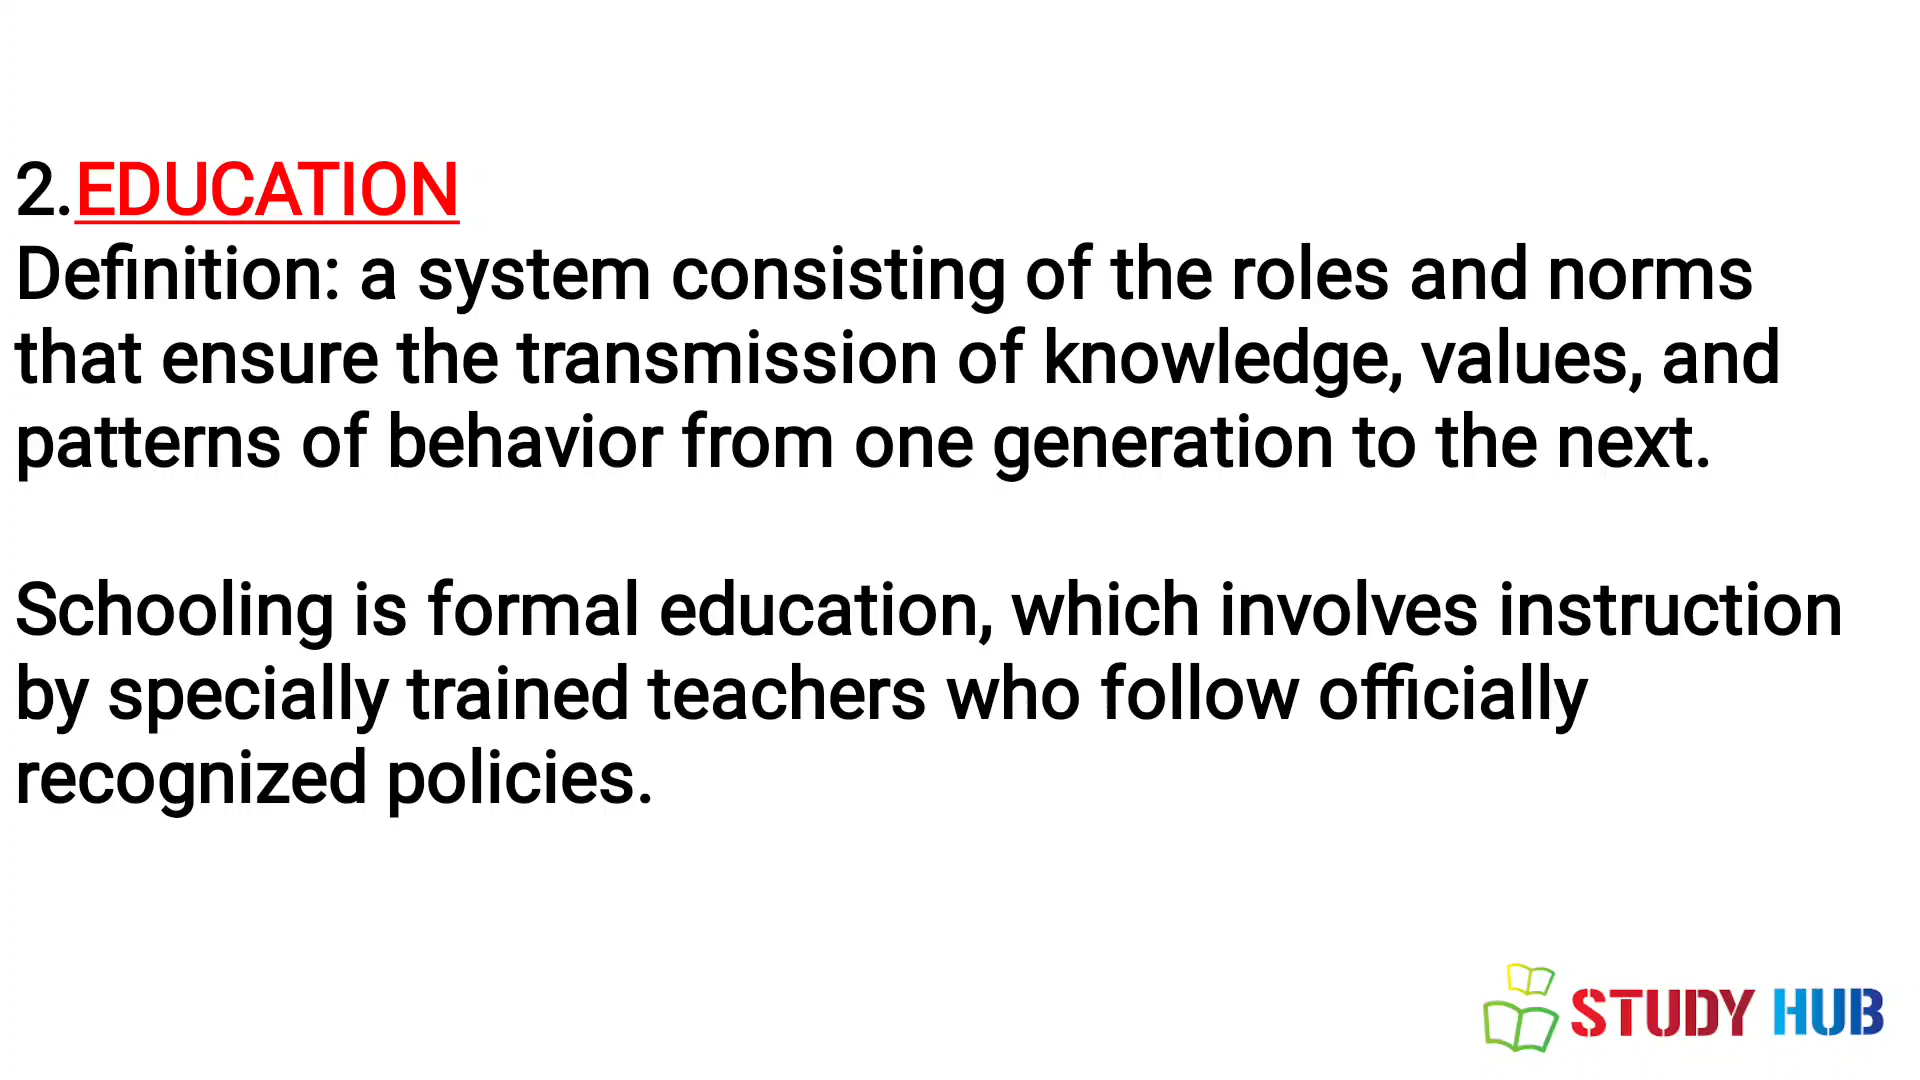 2.EDUCATION
Definition: a system consisting of the roles and norms
that ensure the transmission of knowledge, values, and
patterns of behavior from one generation to the next.
Schooling is formal education, which involves instruction
by specially trained teachers who follow officially
recognized policies.
STUDY HUB